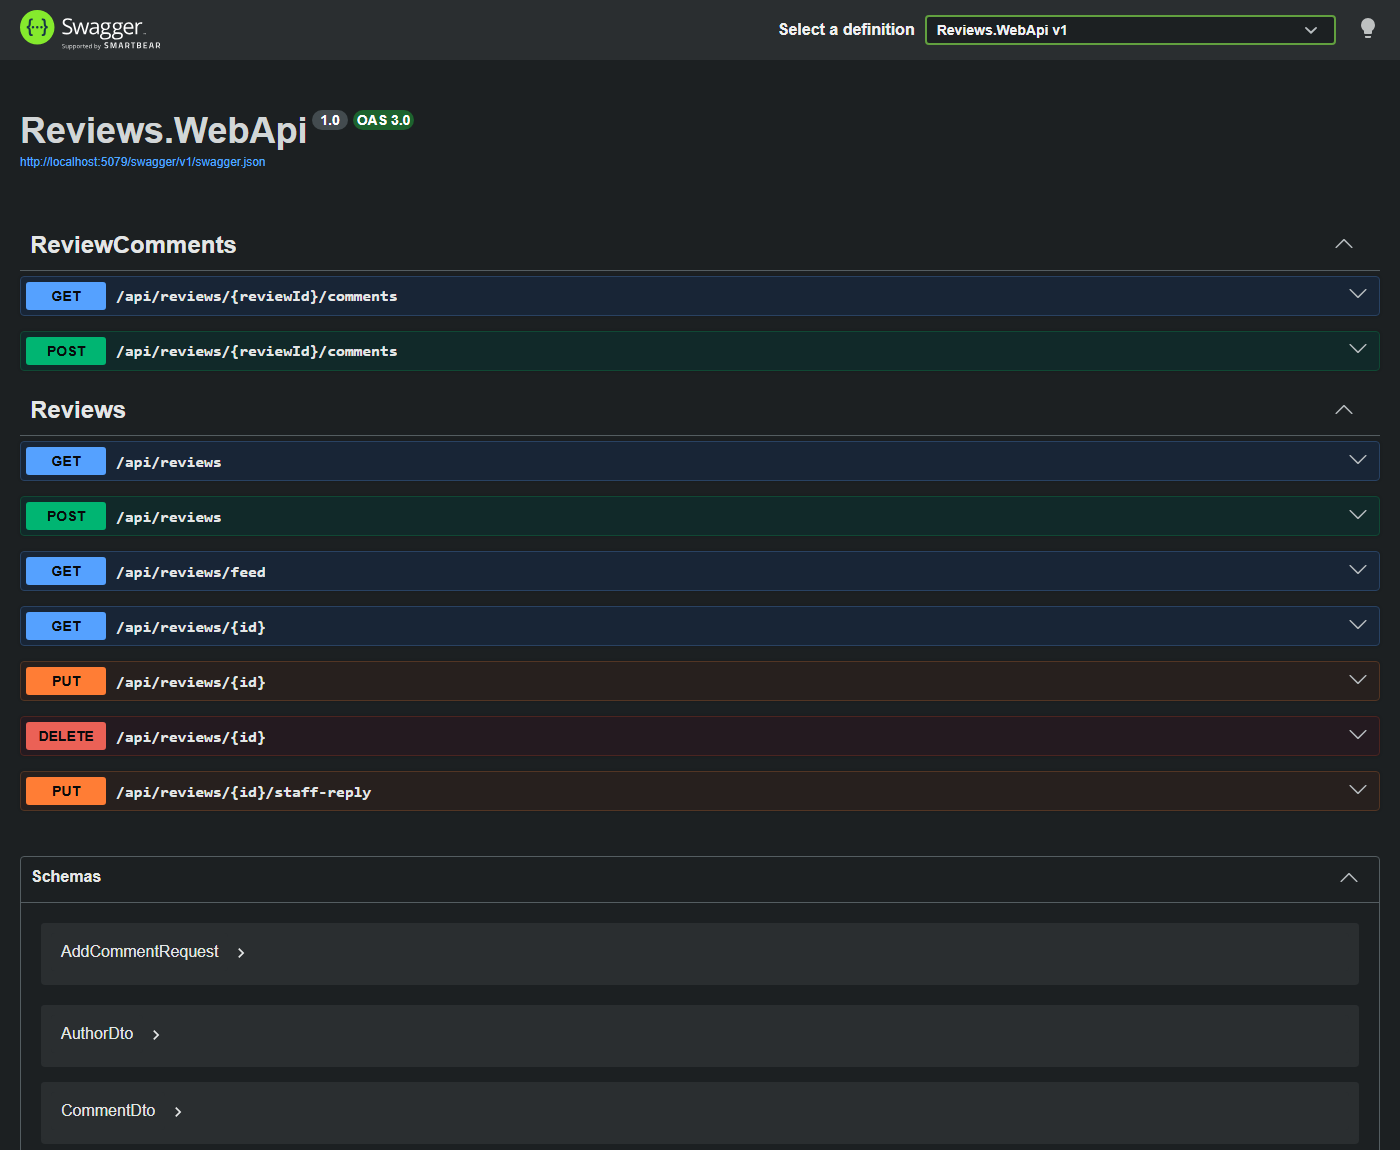 Swagger.
Supported by SMARTBEAR
Select a definition
Reviews.WebApi v1
Reviews.WebApi 1.0 OAS 3.0
http://localhost:5079/swagger/v1/swagger.json
ReviewComments
GET /api/reviews/{reviewId}/comments
POST /api/reviews/{reviewId}/comments
Reviews
GET /api/reviews
POST /api/reviews
GET /api/reviews/feed
GET /api/reviews/{id}
PUT /api/reviews/{id}
DELETE /api/reviews/{id}
PUT /api/reviews/{id}/staff-reply
Schemas
AddCommentRequest
AuthorDto
CommentDto